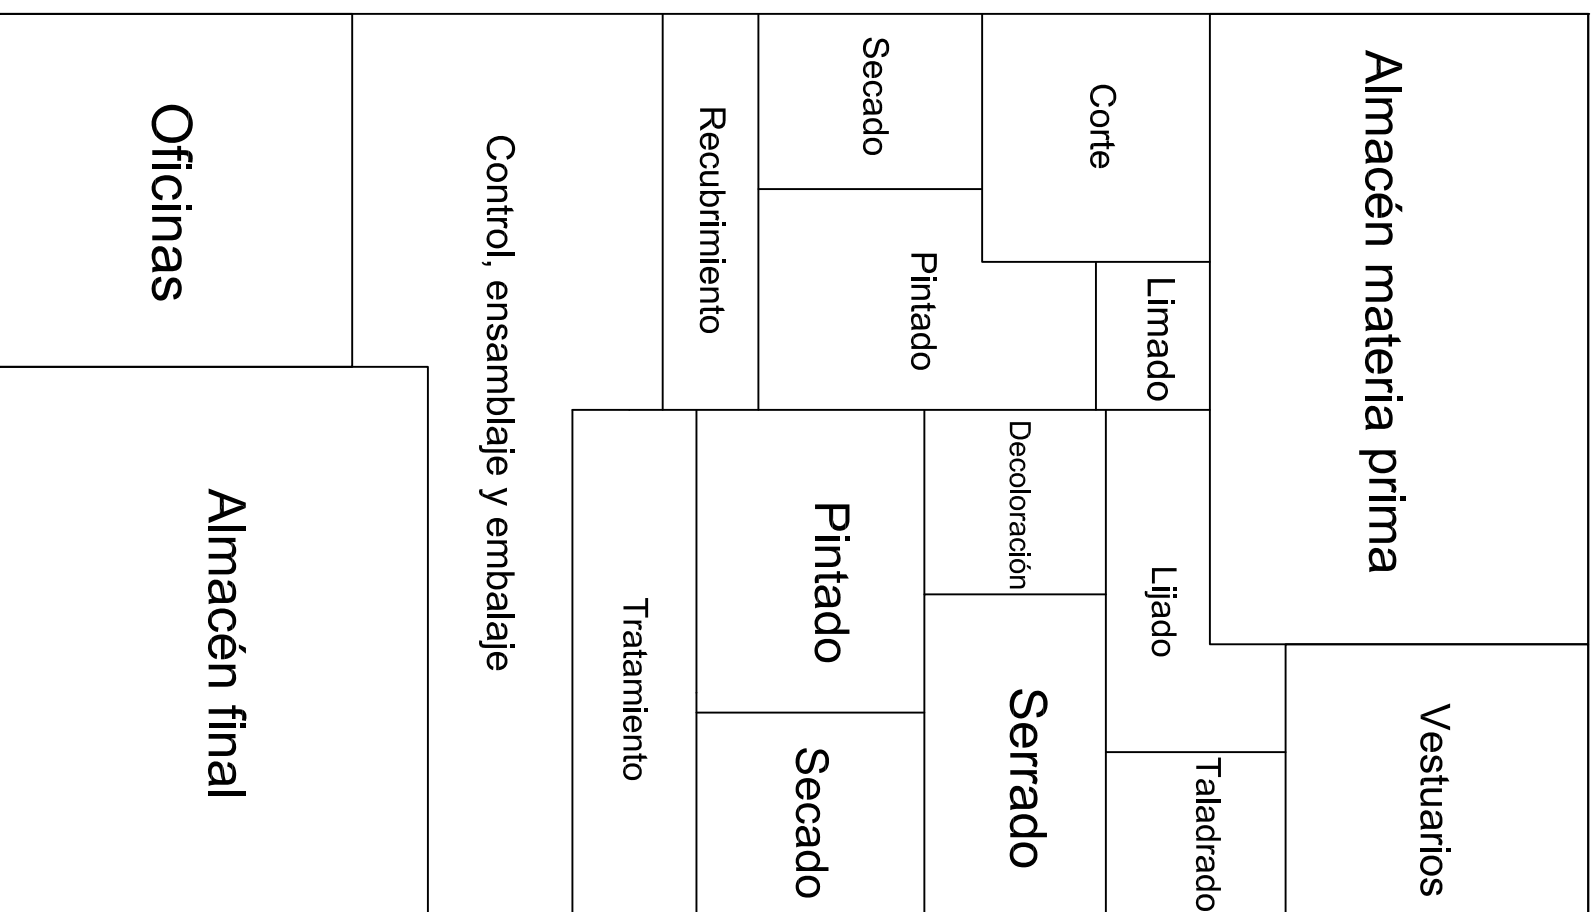 Almacén materia prima
Vestuarios
Corte
Limado
Lijado
Taladrado
Decoloración
Serrado
Secado
Pintado
Pintado
Secado
Recubrimiento
Tratamiento
Control, ensamblaje y embalaje
Oficinas
Almacén final